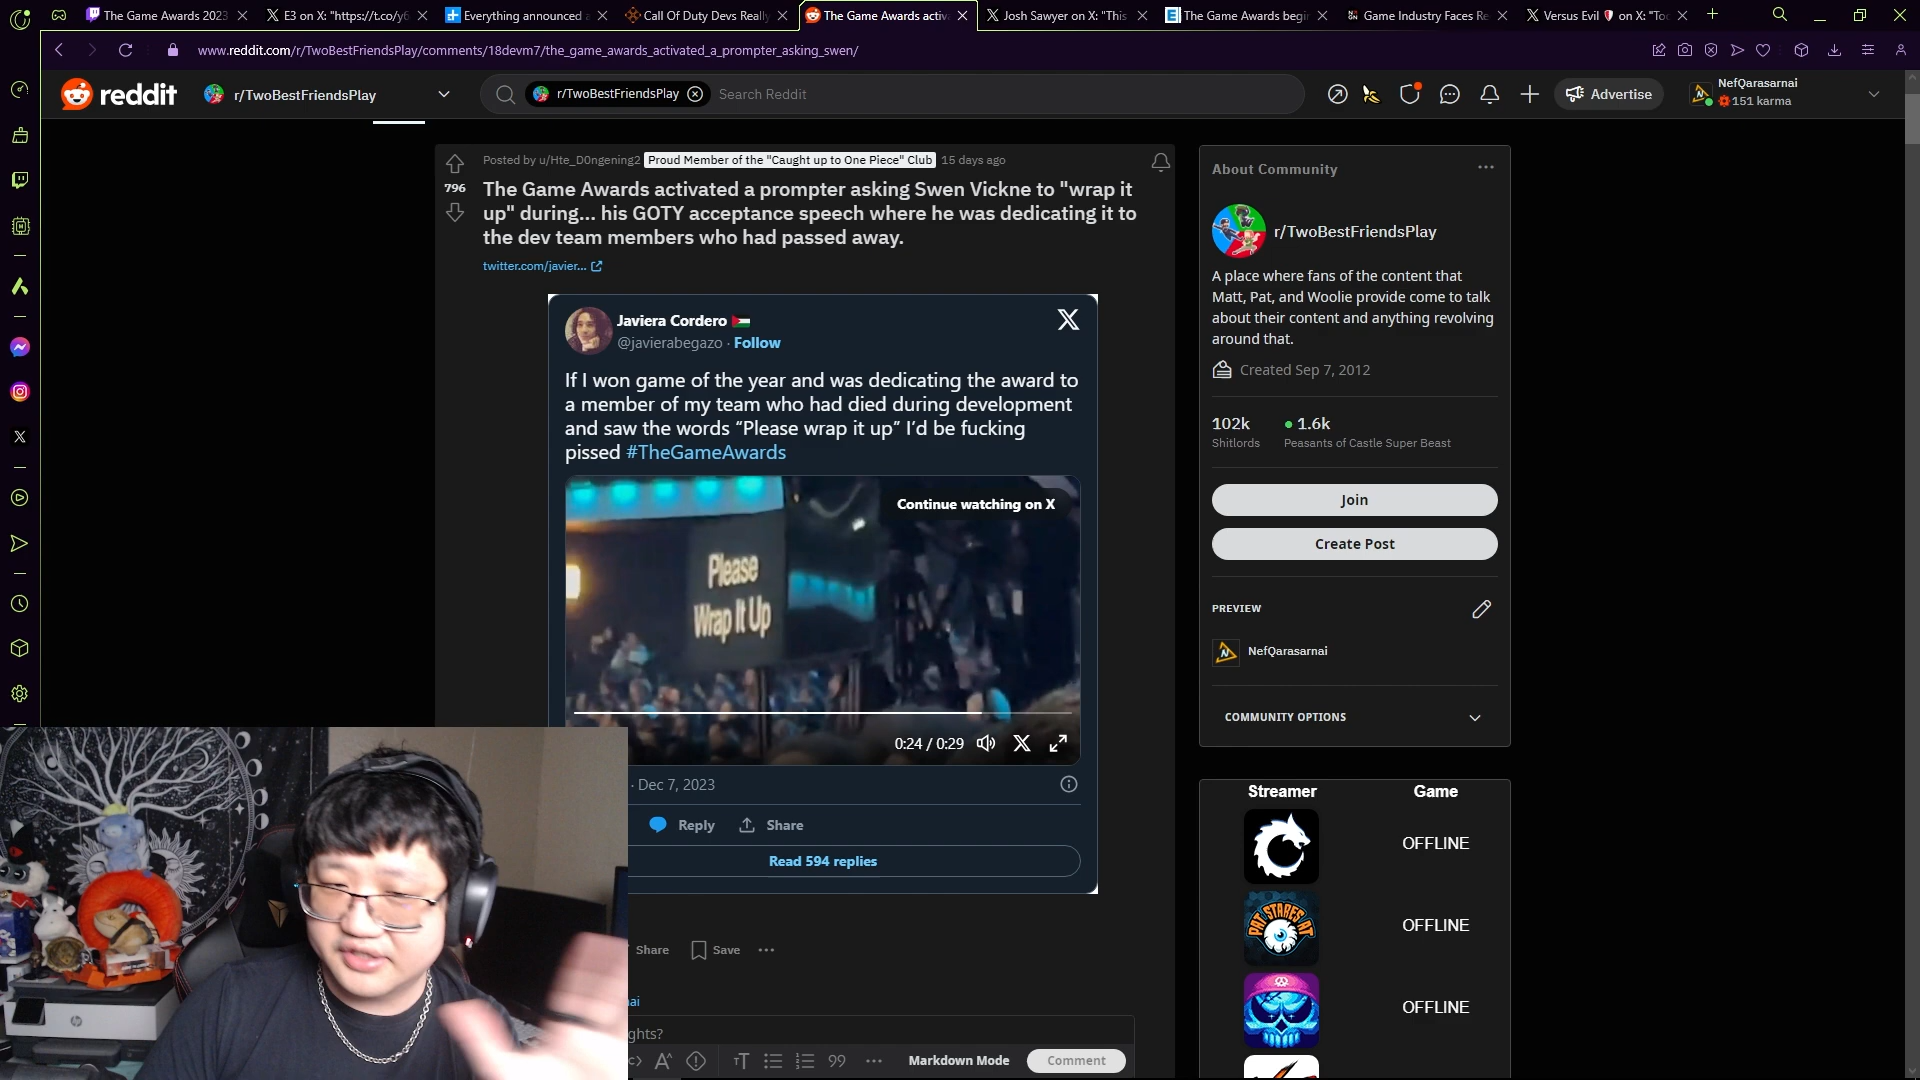 The Game Awards 2023
E3 on X: "https://t.co/y6
Everything announced a
Call Of Duty Devs Really
The Game Awards activ
Josh Sawyer on X: "This
The Game Awards begi
Game Industry Faces Re
Versus Evil on X: "Too
www.reddit.com/r/TwoBestFriendsPlay/comments/18devm7/the_game_awards_activated_a_prompter_asking_swen/
reddit
r/TwoBestFriendsPlay
r/TwoBestFriendsPlay
Search Reddit
Advertise
NefQarasarnai
151 karma
Posted by u/Hte_D0ngening2 Proud Member of the "Caught up to One Piece" Club 15 days ago
796
The Game Awards activated a prompter asking Swen Vickne to "wrap it
up" during... his GOTY acceptance speech where he was dedicating it to
the dev team members who had passed away.
twitter.com/javier...
Javiera Cordero
@javierabegazo · Follow
If I won game of the year and was dedicating the award to
a member of my team who had died during development
and saw the words “Please wrap it up” I’d be fucking
pissed #TheGameAwards
Continue watching on X
Please
Wrap It Up
0:24 / 0:29
· Dec 7, 2023
Reply
Share
Read 594 replies
Share
Save
ai
ghts?
Markdown Mode
Comment
About Community
r/TwoBestFriendsPlay
A place where fans of the content that
Matt, Pat, and Woolie provide come to talk
about their content and anything revolving
around that.
Created Sep 7, 2012
102k
1.6k
Shitlords
Peasants of Castle Super Beast
Join
Create Post
PREVIEW
NefQarasarnai
COMMUNITY OPTIONS
Streamer
Game
OFFLINE
PAT STARES AT
OFFLINE
OFFLINE